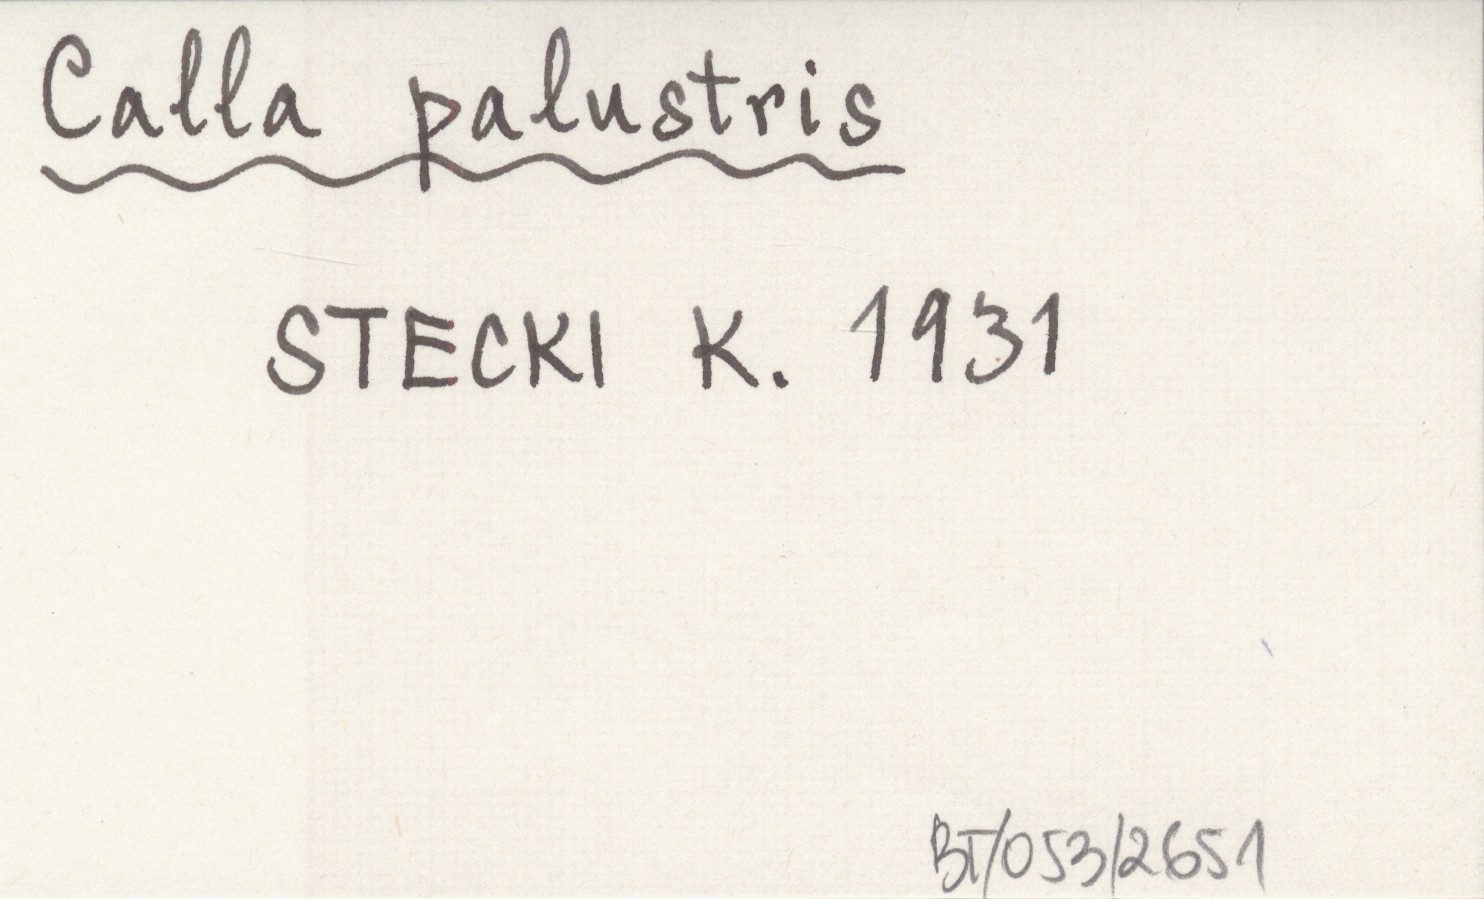 Calla palustris
STECKI K. 1931
BT/053/2651